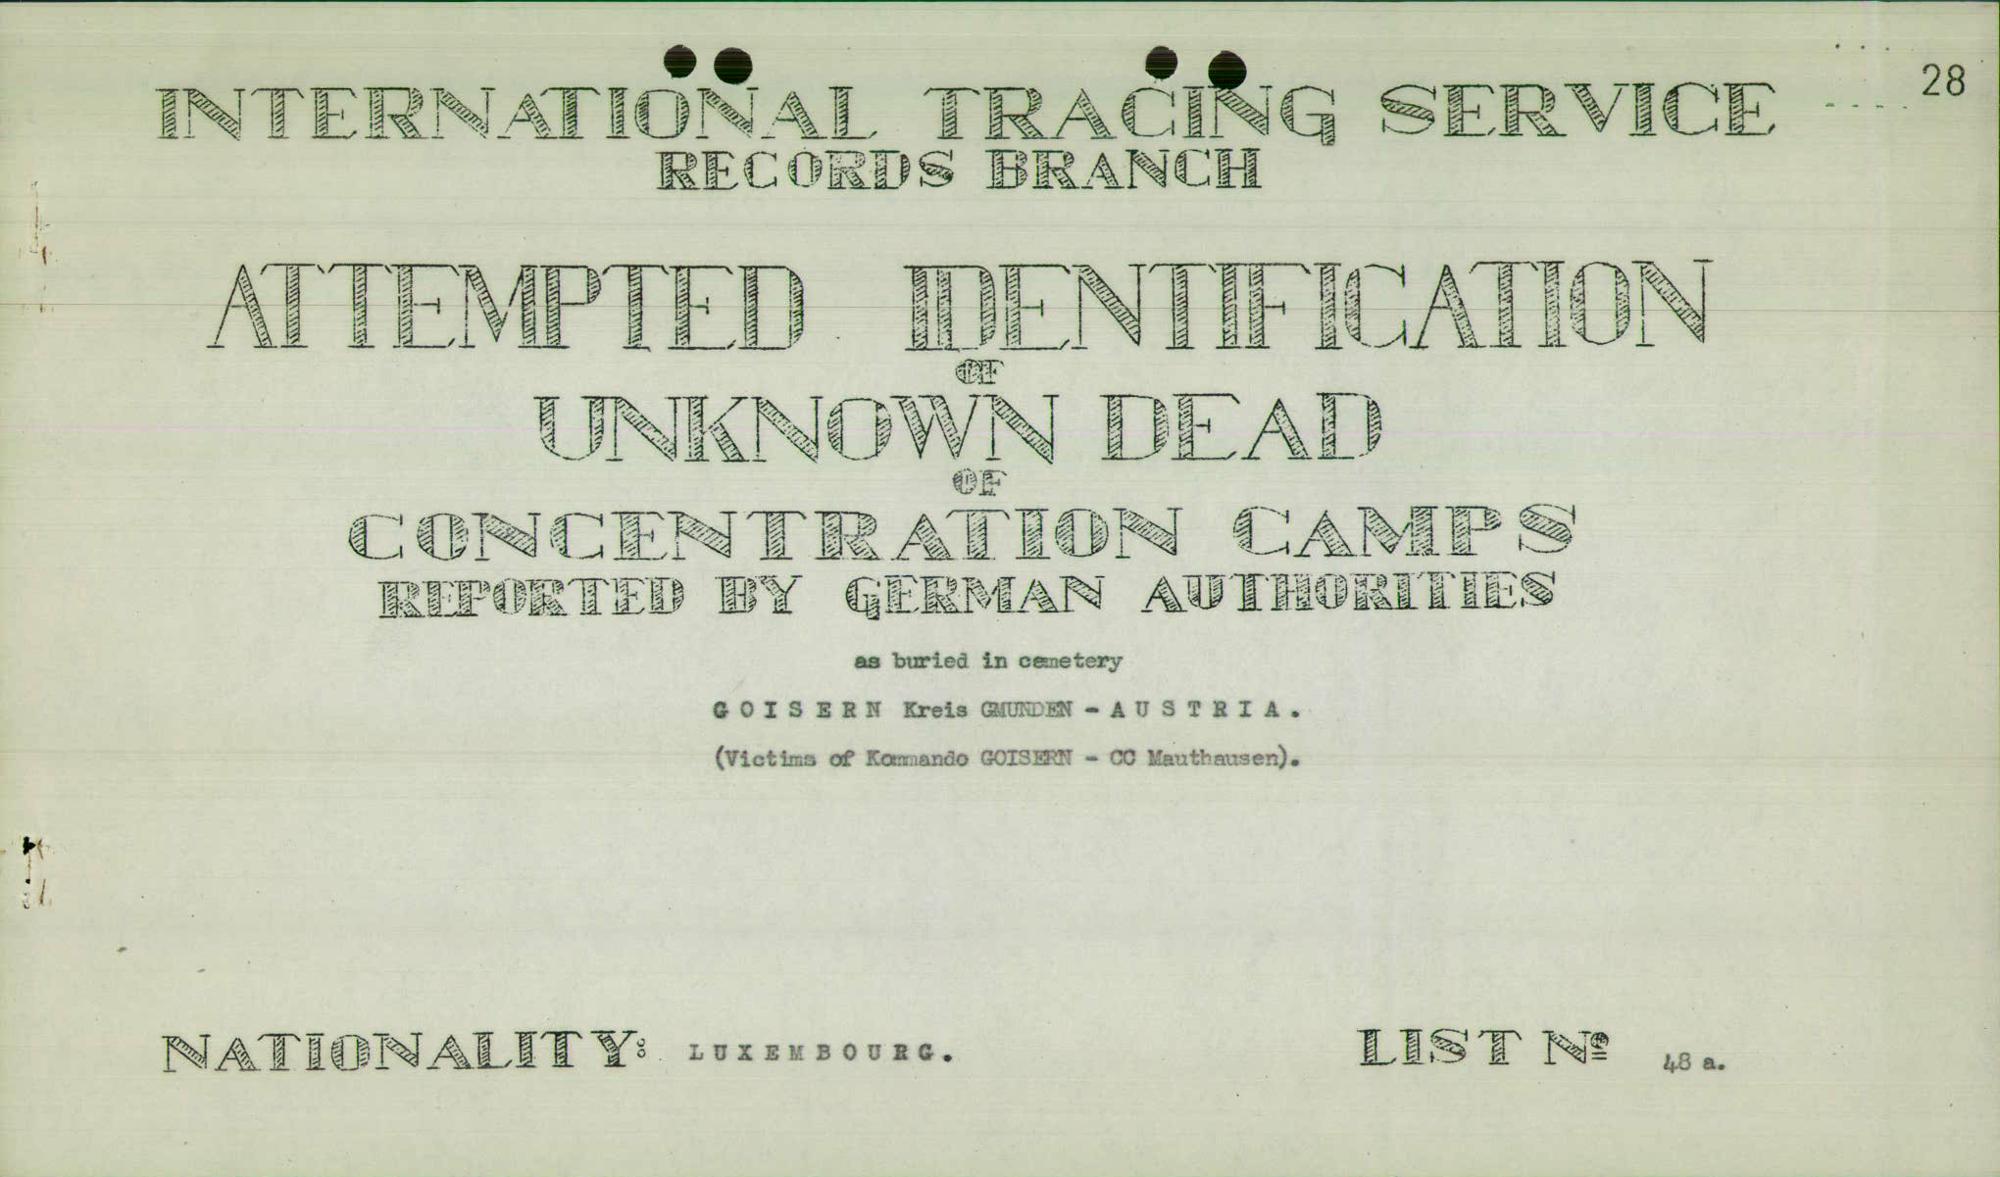 28
INTERNATIONAL TRACING SERVICE
RECORDS BRANCH
ATTEMPTED IDENTIFICATION
OF
UNKNOWN DEAD
OF
CONCENTRATION CAMPS
REPORTED BY GERMAN AUTHORITIES
as buried in cemetery
G O I S E R N Kreis GMUNDEN - A U S T R I A .
(Victims of Kommando GOISERN - CC Mauthausen).
NATIONALITY: L U X E M B O U R G .
LIST Nº 48 a.